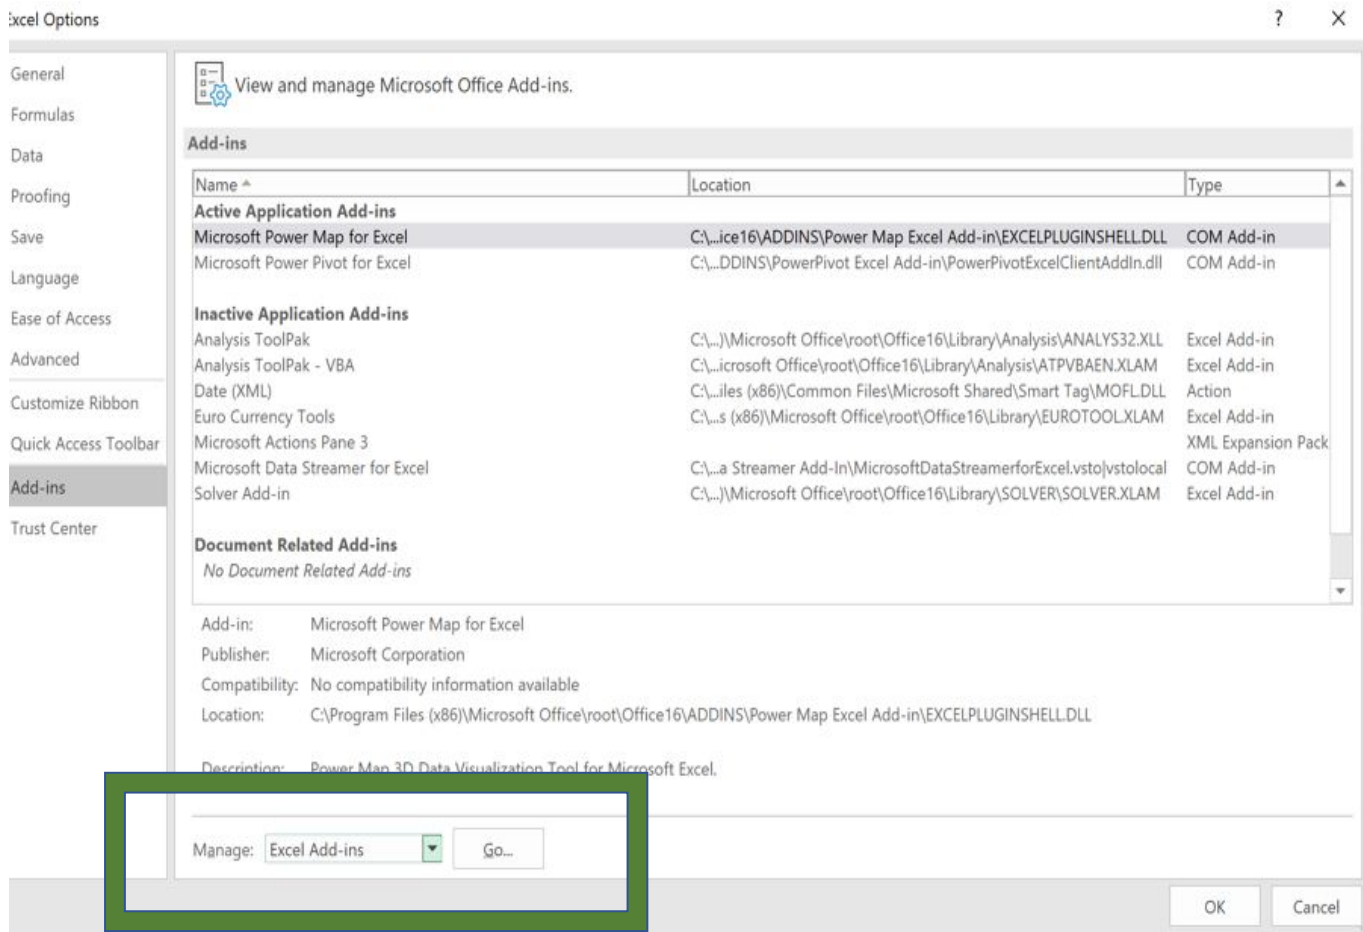 Excel Options ?
General
Formulas
Data
Proofing
Save
Language
Ease of Access
Advanced
Customize Ribbon
Quick Access Toolbar
Add-ins
Trust Center
View and manage Microsoft Office Add-ins.
Add-ins
Name Location Type
Active Application Add-ins
Microsoft Power Map for Excel C:\...ice16\ADDINS\Power Map Excel Add-in\EXCELPLUGINSHELL.DLL COM Add-in
Microsoft Power Pivot for Excel C:\...DDINS\PowerPivot Excel Add-in\PowerPivotExcelClientAddIn.dll COM Add-in
Inactive Application Add-ins
Analysis ToolPak C:\...)\Microsoft Office\root\Office16\Library\Analysis\ANALYS32.XLL Excel Add-in
Analysis ToolPak - VBA C:\...icrosoft Office\root\Office16\Library\Analysis\ATPVBAEN.XLAM Excel Add-in
Date (XML) C:\...iles (x86)\Common Files\Microsoft Shared\Smart Tag\MOFL.DLL Action
Euro Currency Tools C:\...s (x86)\Microsoft Office\root\Office16\Library\EUROTOOL.XLAM Excel Add-in
Microsoft Actions Pane 3 XML Expansion Pack
Microsoft Data Streamer for Excel C:\...a Streamer Add-In\MicrosoftDataStreamerforExcel.vsto|vstolocal COM Add-in
Solver Add-in C:\...)\Microsoft Office\root\Office16\Library\SOLVER\SOLVER.XLAM Excel Add-in
Document Related Add-ins
No Document Related Add-ins
Add-in: Microsoft Power Map for Excel
Publisher: Microsoft Corporation
Compatibility: No compatibility information available
Location: C:\Program Files (x86)\Microsoft Office\root\Office16\ADDINS\Power Map Excel Add-in\EXCELPLUGINSHELL.DLL
Description: Power Map 3D Data Visualization Tool for Microsoft Excel.
Manage: Excel Add-ins Go...
OK Cancel